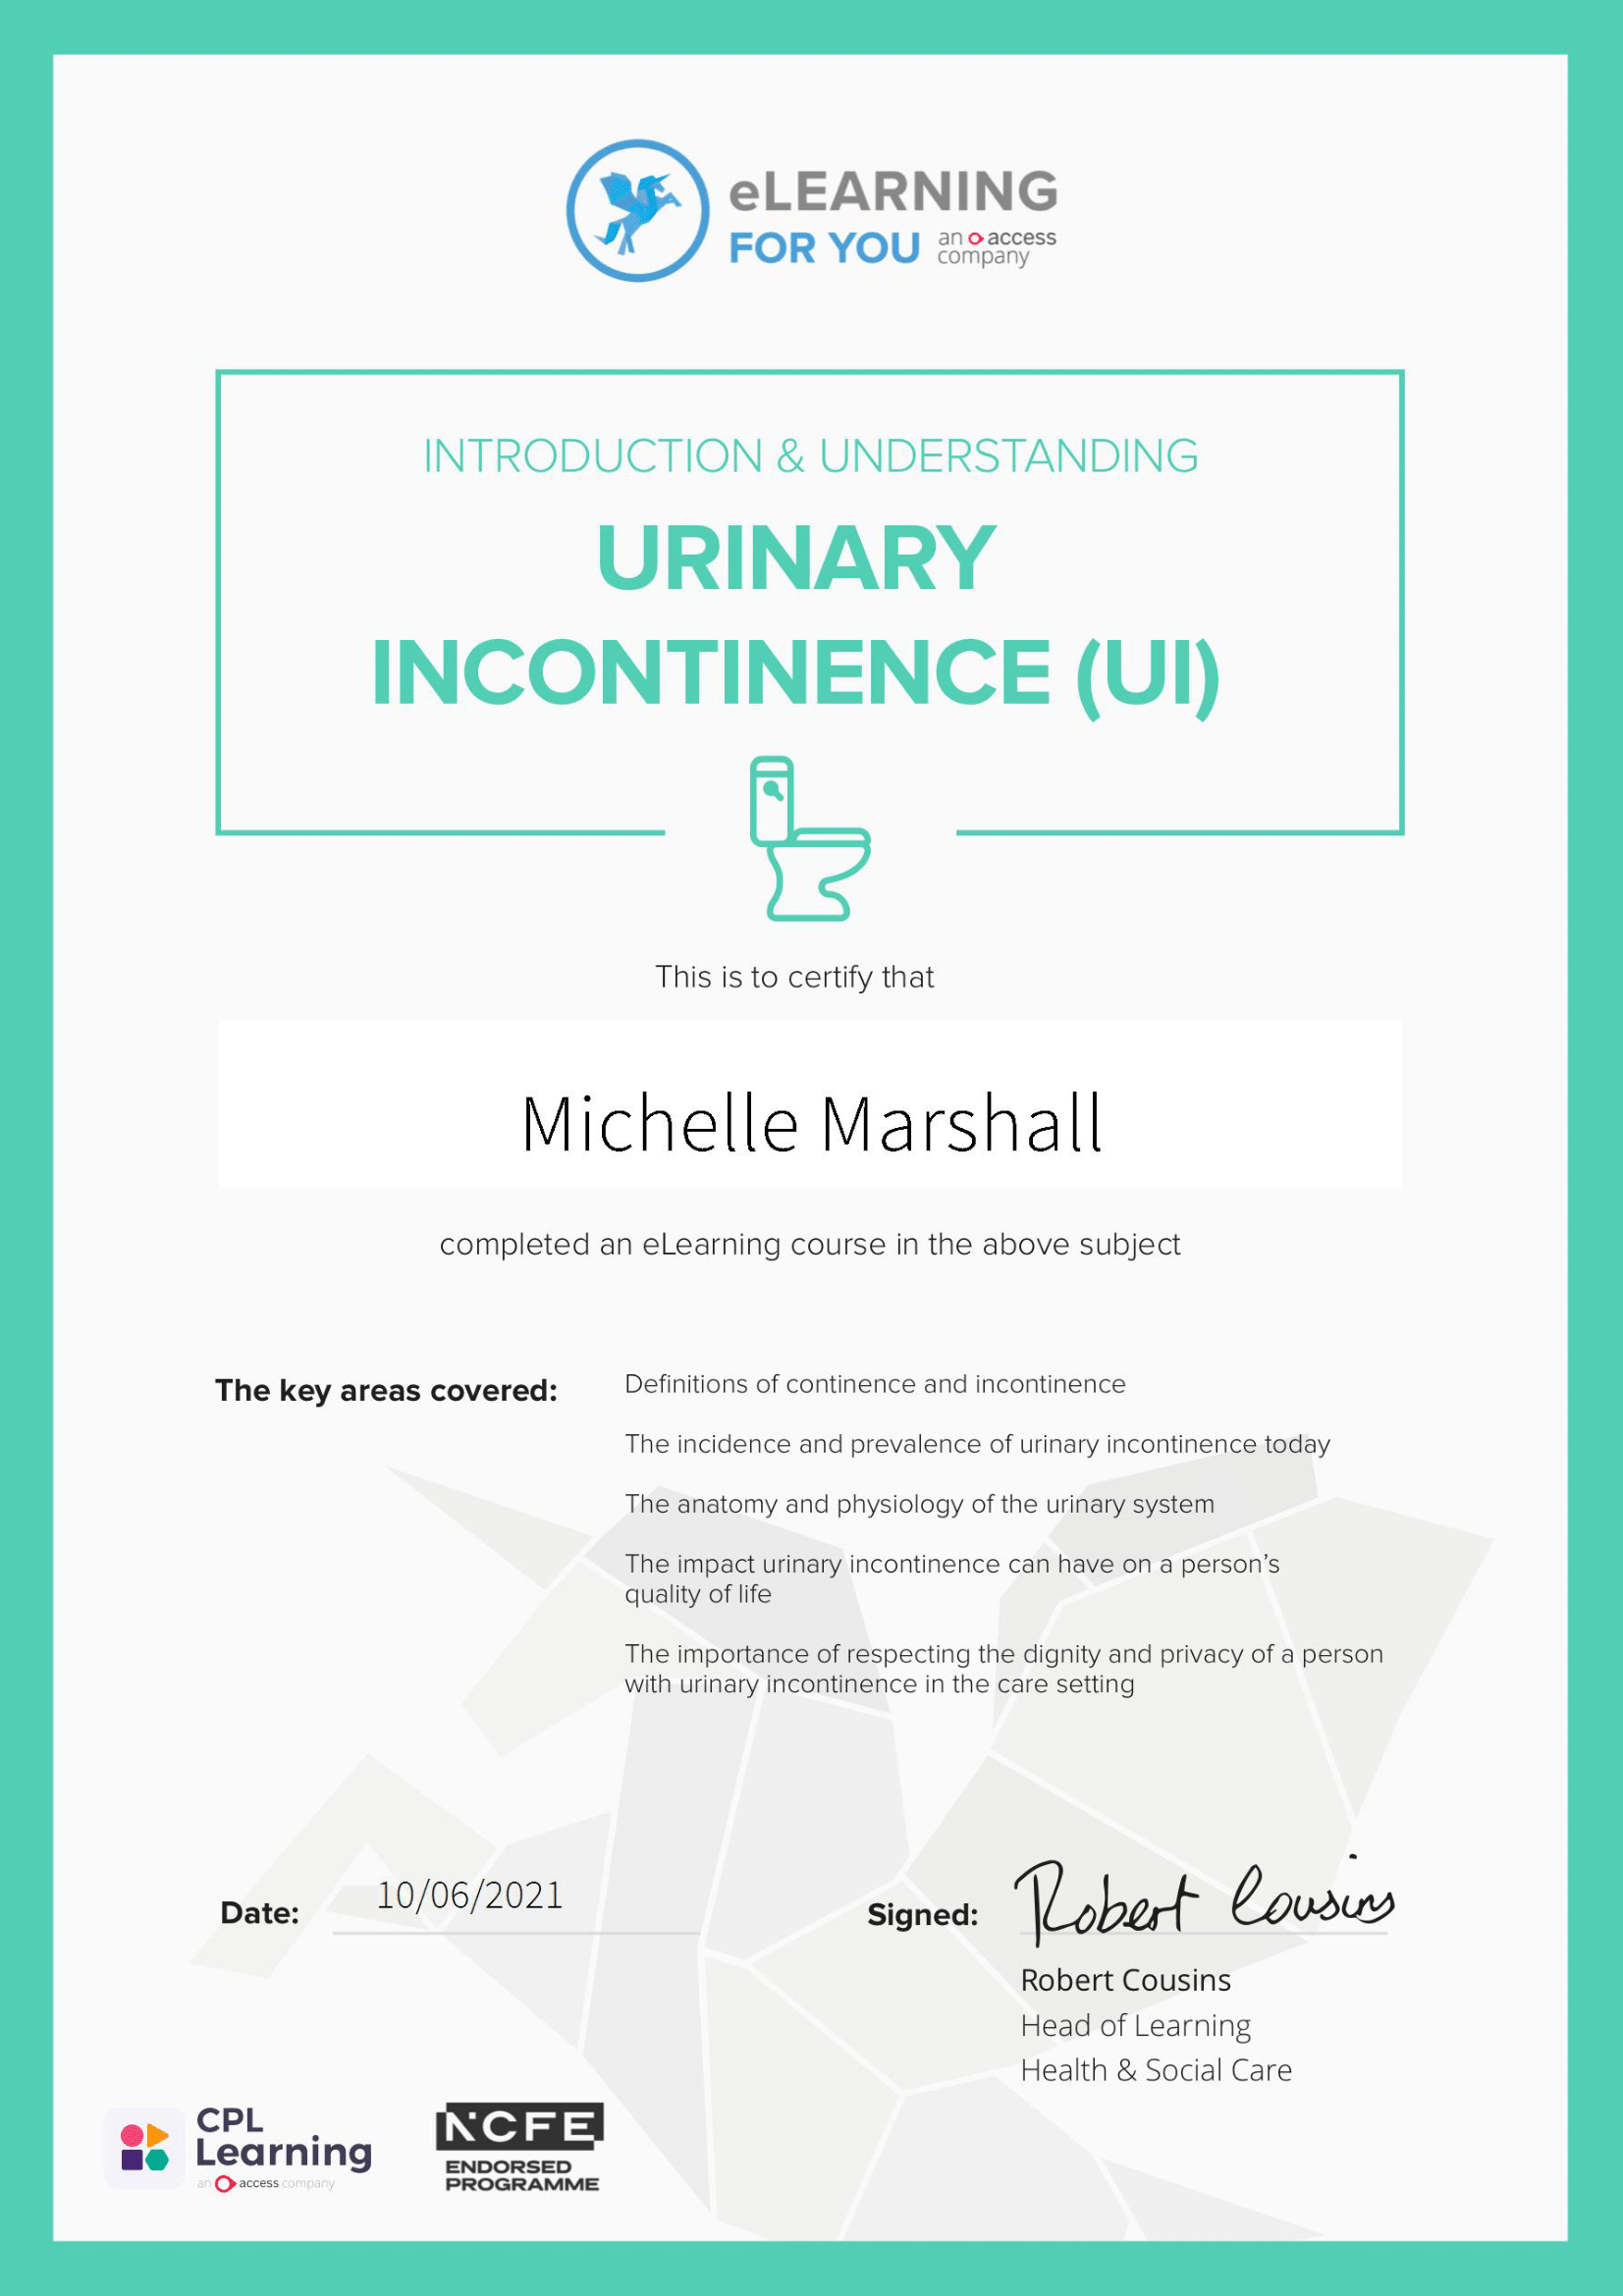 eLEARNING
FOR YOU an access
company
INTRODUCTION & UNDERSTANDING
URINARY
INCONTINENCE (UI)
This is to certify that
Michelle Marshall
completed an eLearning course in the above subject
The key areas covered:
Definitions of continence and incontinence
The incidence and prevalence of urinary incontinence today
The anatomy and physiology of the urinary system
The impact urinary incontinence can have on a person’s
quality of life
The importance of respecting the dignity and privacy of a person
with urinary incontinence in the care setting
Date: 10/06/2021
Signed: Robert Cousins
Robert Cousins
Head of Learning
Health & Social Care
CPL
Learning
an access company
NCFE
ENDORSED
PROGRAMME